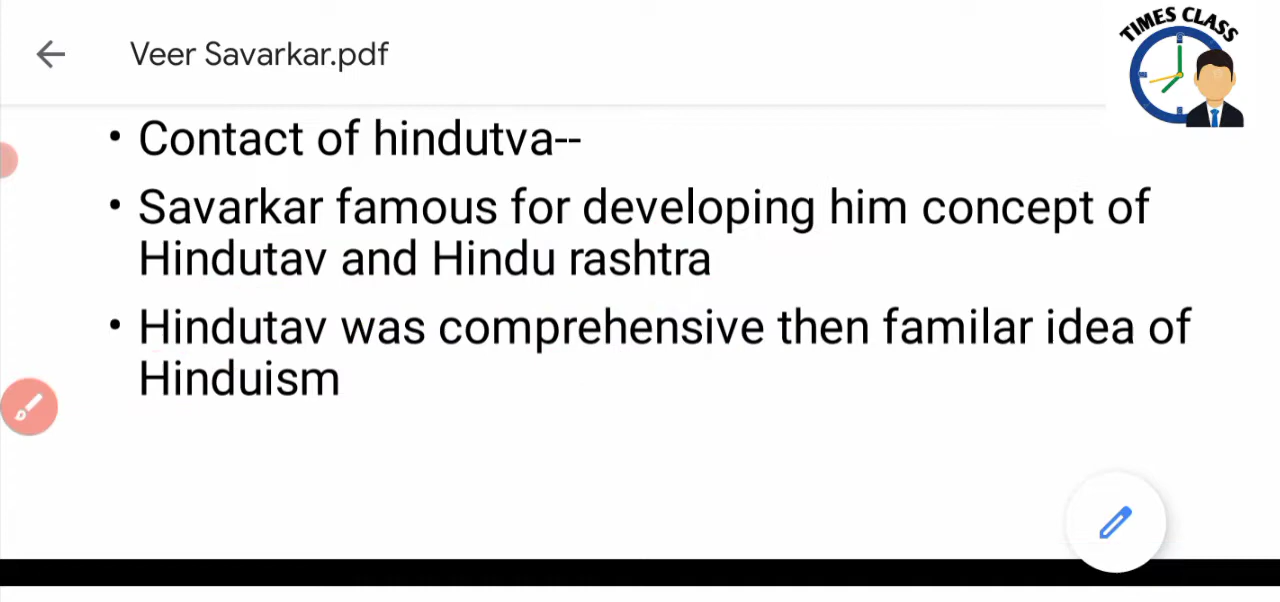 Veer Savarkar.pdf
TIMES CLASS
• Contact of hindutva--
• Savarkar famous for developing him concept of
Hindutav and Hindu rashtra
• Hindutav was comprehensive then familar idea of
Hinduism